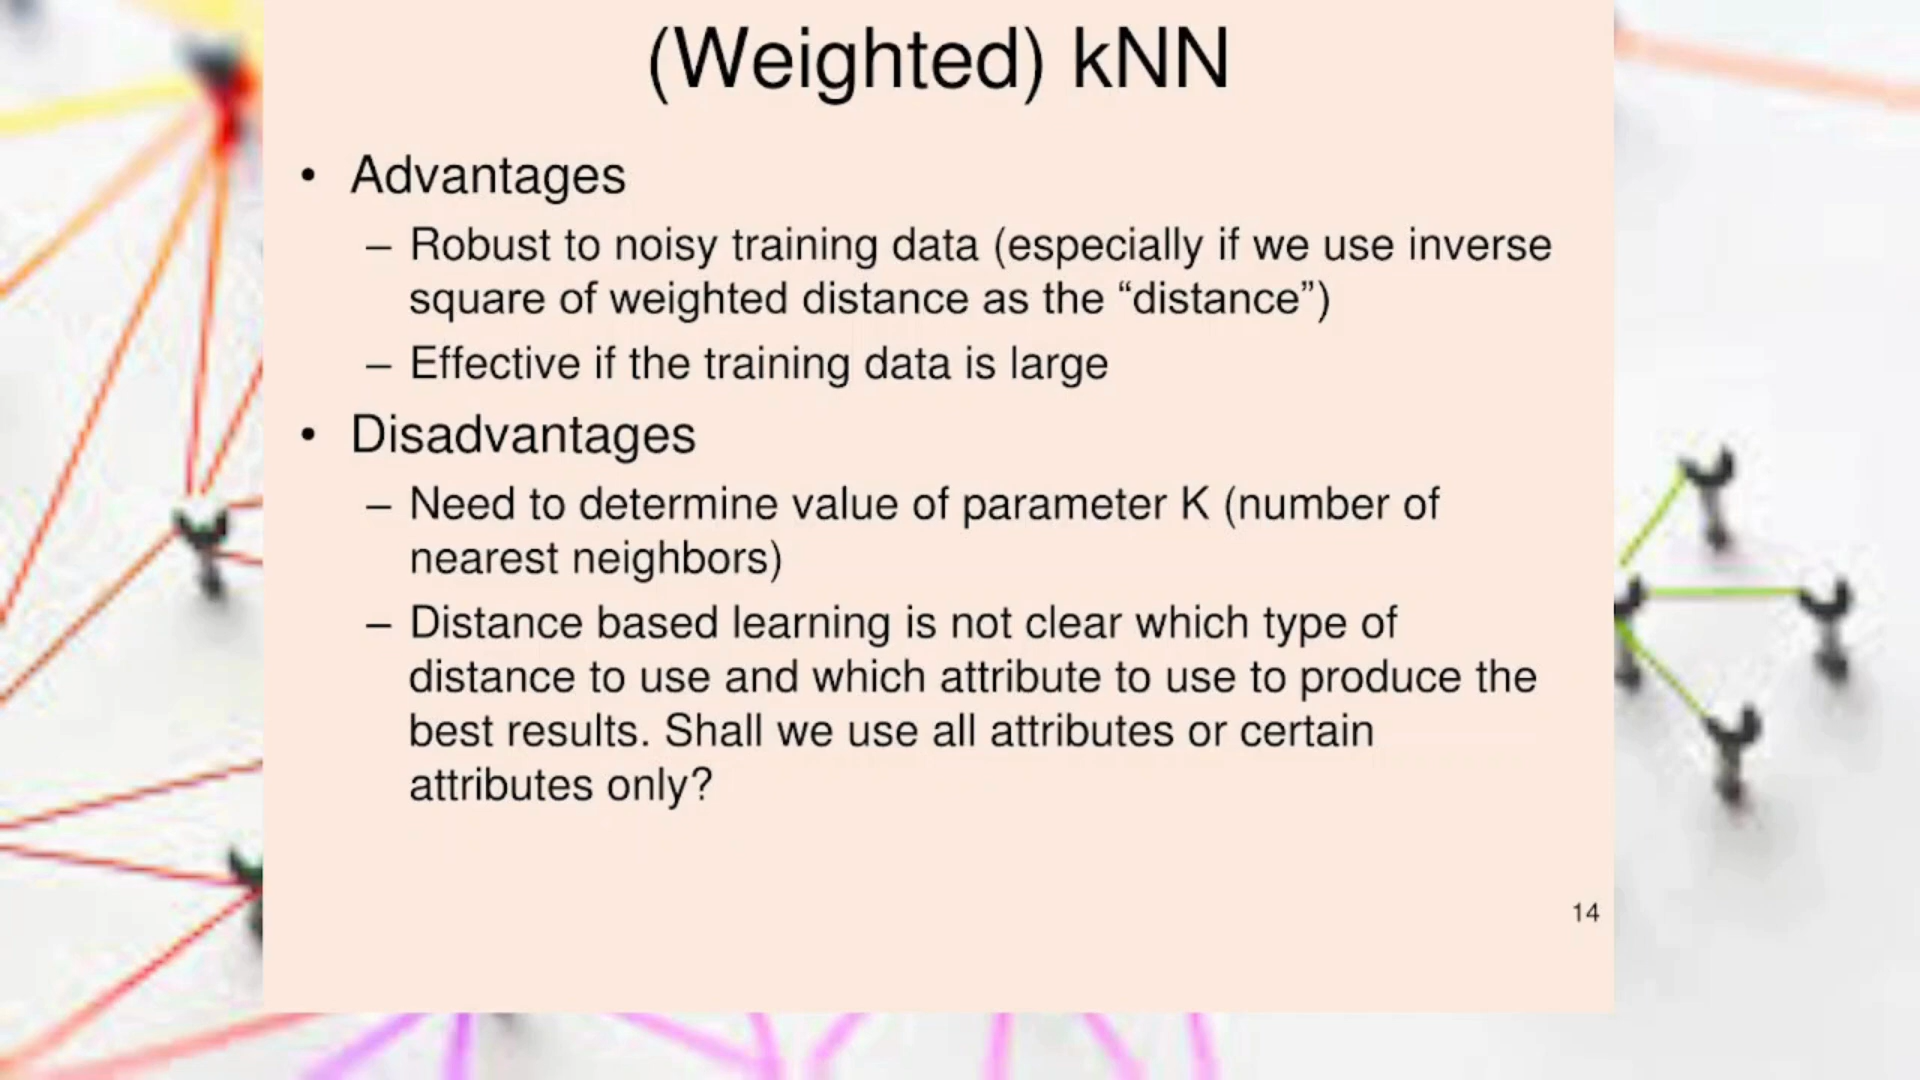 (Weighted) kNN
• Advantages
– Robust to noisy training data (especially if we use inverse
square of weighted distance as the “distance”)
– Effective if the training data is large
• Disadvantages
– Need to determine value of parameter K (number of
nearest neighbors)
– Distance based learning is not clear which type of
distance to use and which attribute to use to produce the
best results. Shall we use all attributes or certain
attributes only?
14